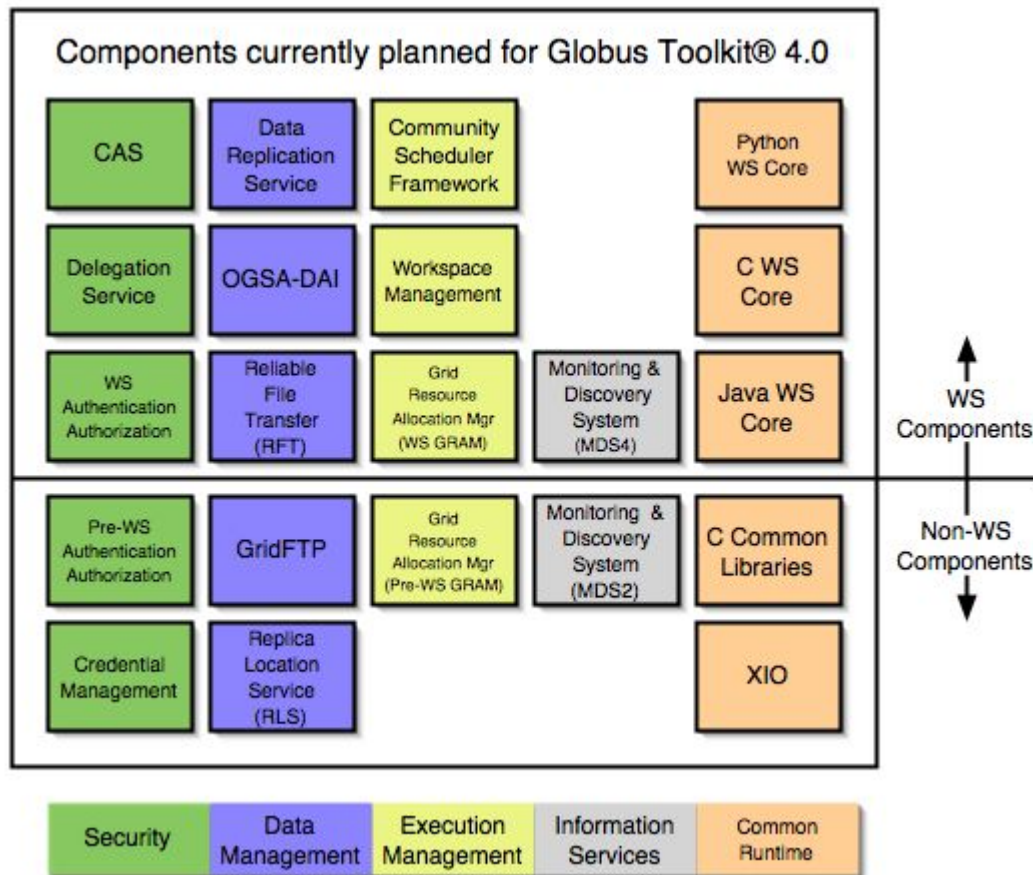 Components currently planned for Globus Toolkit® 4.0
CAS
Data
Replication
Service
Community
Scheduler
Framework
Python
WS Core
Delegation
Service
OGSA-DAI
Workspace
Management
C WS
Core
WS
Authentication
Authorization
Reliable
File
Transfer
(RFT)
Grid
Resource
Allocation Mgr
(WS GRAM)
Monitoring &
Discovery
System
(MDS4)
Java WS
Core
WS
Components
Pre-WS
Authentication
Authorization
GridFTP
Grid
Resource
Allocation Mgr
(Pre-WS GRAM)
Monitoring &
Discovery
System
(MDS2)
C Common
Libraries
Non-WS
Components
Credential
Management
Replica
Location
Service
(RLS)
XIO
Security
Data
Management
Execution
Management
Information
Services
Common
Runtime